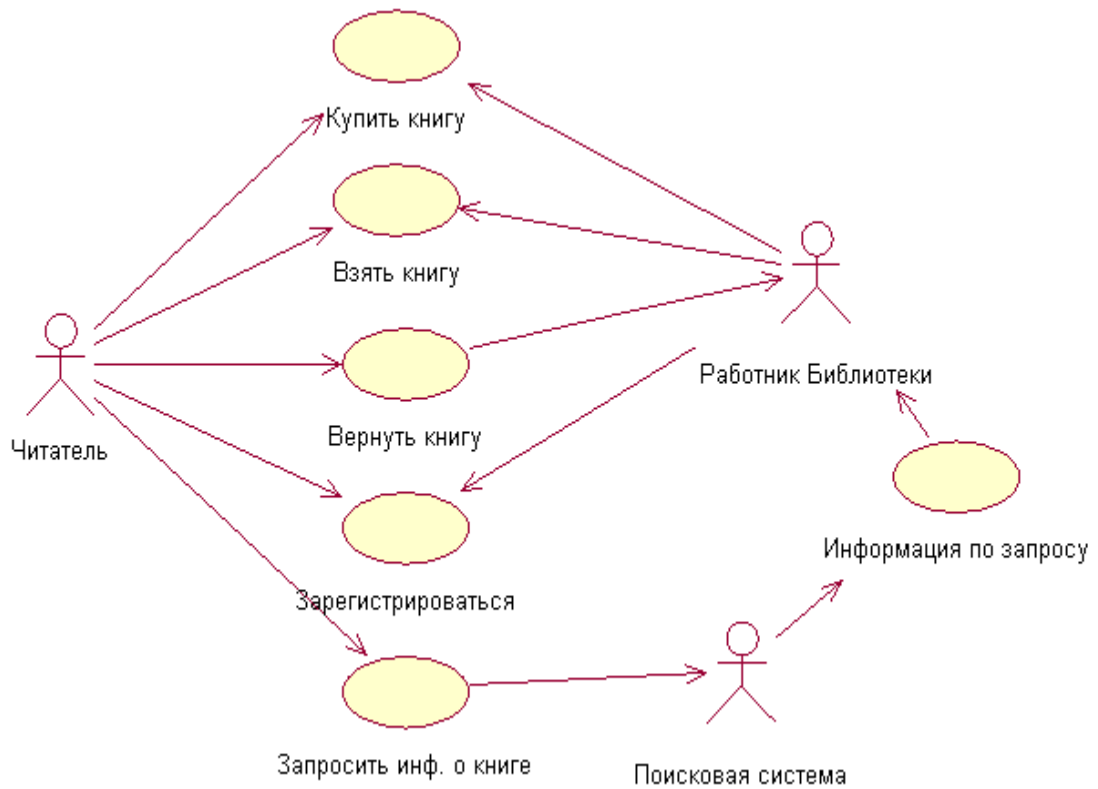 Купить книгу
Взять книгу
Работник Библиотеки
Вернуть книгу
Читатель
Информация по запросу
Зарегистрироваться
Запросить инф. о книге
Поисковая система